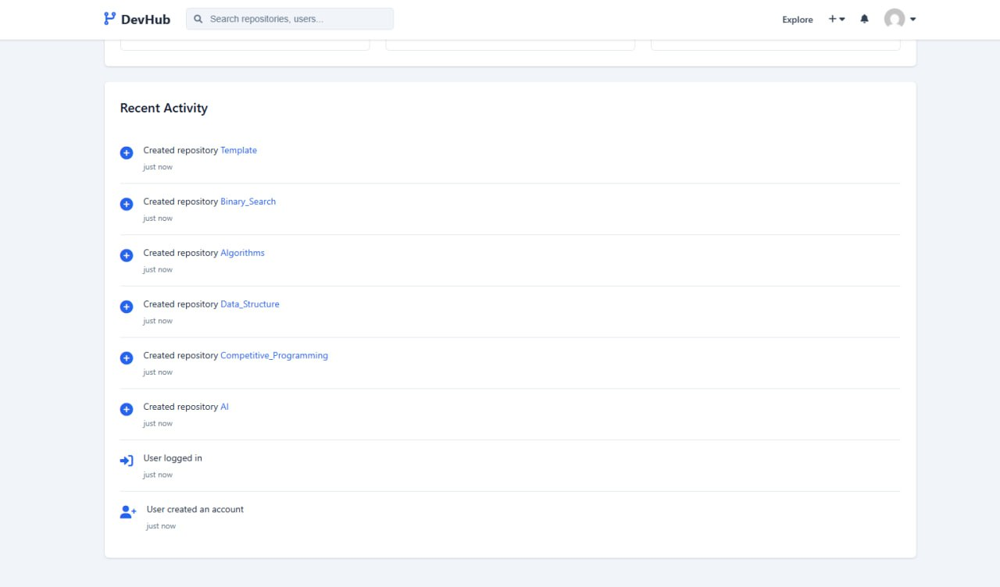 DevHub
Search repositories, users...
Explore
Recent Activity
Created repository Template
just now
Created repository Binary_Search
just now
Created repository Algorithms
just now
Created repository Data_Structure
just now
Created repository Competitive_Programming
just now
Created repository AI
just now
User logged in
just now
User created an account
just now